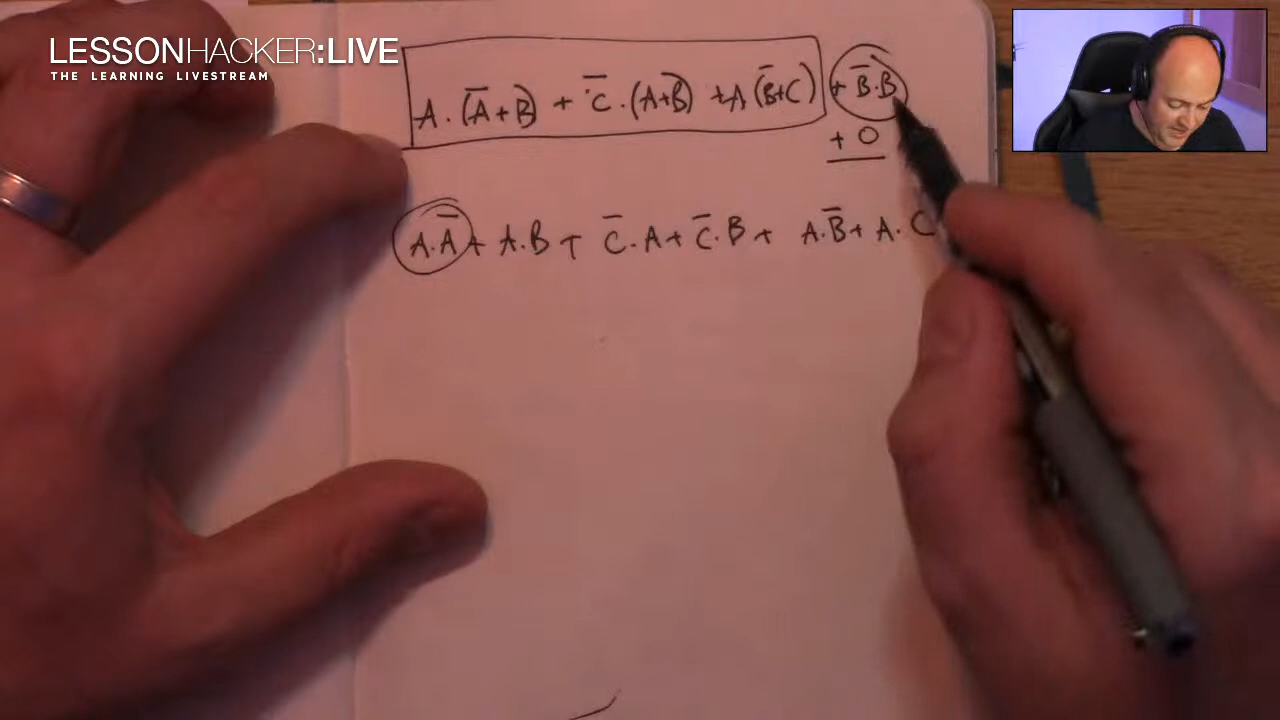 LESSONHACKER:LIVE
THE LEARNING LIVESTREAM
A.(A̅+B) + C̅.(A+B) +A(B̅+C) + B̅.B
+ 0
A.A̅+ A.B + C̅.A+ C̅.B + A.B̅+ A.C